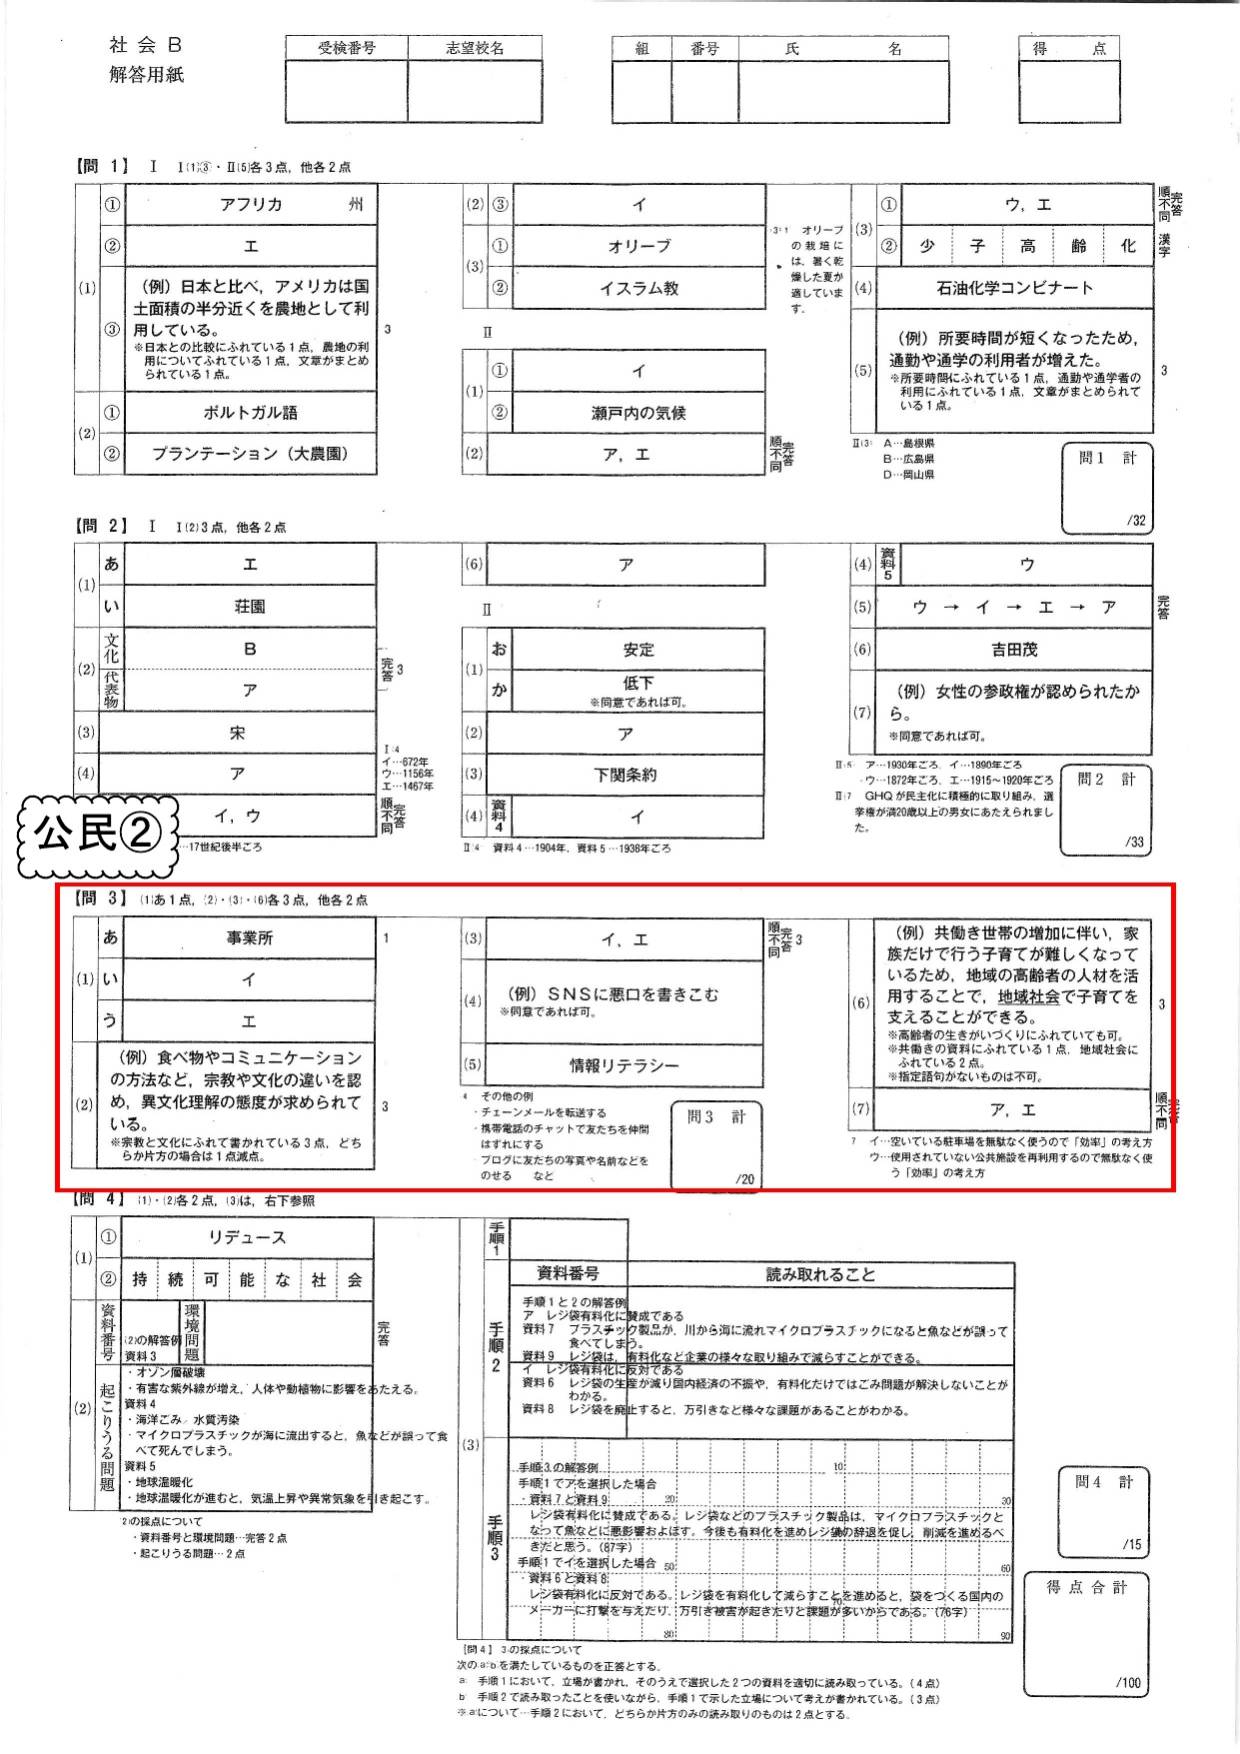 社会B
解答用紙
受検番号 志望校名
組 番号 氏 名
得 点
【問 1】 Ⅰ Ⅰ(1)③・Ⅱ(5)各3点，他各2点
(1)
① アフリカ 州
② エ
③ （例）日本と比べ，アメリカは国
土面積の半分近くを農地として利
用している。
※日本との比較にふれている1点，農地の利
用についてふれている1点，文章がまとめ
られている1点。
3
(2)
① ポルトガル語
② プランテーション（大農園）
(2) ③ イ
(3)
① オリーブ
② イスラム教
(3)1 オリーブ
の栽培に
は，暑く乾
燥した夏が
適していま
す。
Ⅱ
(1)
① イ
② 瀬戸内の気候
(2) ア，エ
順不同 完答
(3)
① ウ，エ
順不同 完答
② 少 子 高 齢 化
漢字
(4) 石油化学コンビナート
(5) （例）所要時間が短くなったため，
通勤や通学の利用者が増えた。
※所要時間にふれている1点，通勤や通学者の
利用にふれている1点，文章がまとめられて
いる1点。
3
Ⅱ(3) A…島根県
B…広島県
D…岡山県
問1 計
/32
【問 2】 Ⅰ Ⅰ(2)3点，他各2点
(1)
あ エ
い 荘園
(2)
文化 B
代表物 ア
完答 3
(3) 宋
(4) ア
イ，ウ
順不同 完答
Ⅰ(4)
イ…672年
ウ…1156年
エ…1467年
…17世紀後半ごろ
公民②
(6) ア
Ⅱ
(1)
お 安定
か 低下
※同意であれば可。
(2) ア
(3) 下関条約
(4) 資料4 イ
Ⅱ(4) 資料4…1904年，資料5…1938年ごろ
(4) 資料5 ウ
(5) ウ → イ → エ → ア
完答
(6) 吉田茂
(7) （例）女性の参政権が認められたか
ら。
※同意であれば可。
Ⅱ(5) ア…1930年ごろ，イ…1890年ごろ
ウ…1872年ごろ，エ…1915～1920年ごろ
Ⅱ(7) GHQが民主化に積極的に取り組み，選
挙権が満20歳以上の男女にあたえられまし
た。
問2 計
/33
【問 3】 (1)あ1点，(2)・(3)・(6)各3点，他各2点
(1)
あ 事業所
1
い イ
う エ
(2) （例）食べ物やコミュニケーション
の方法など，宗教や文化の違いを認
め，異文化理解の態度が求められて
いる。
※宗教と文化にふれて書かれている3点，どち
らか片方の場合は1点減点。
3
(3) イ，エ
順不同 完答 3
(4) （例）SNSに悪口を書きこむ
※同意であれば可。
(5) 情報リテラシー
4 その他の例
・チェーンメールを転送する
・携帯電話のチャットで友だちを仲間
はずれにする
・ブログに友だちの写真や名前などを
のせる など
問3 計
/20
(6) （例）共働き世帯の増加に伴い，家
族だけで行う子育てが難しくなって
いるため，地域の高齢者の人材を活
用することで，地域社会で子育てを
支えることができる。
※高齢者の生きがいづくりにふれていても可。
※共働きの資料にふれている1点，地域社会に
ふれている2点。
※指定語句がないものは不可。
3
(7) ア，エ
順不同 完答
7 イ…空いている駐車場を無駄なく使うので「効率」の考え方
ウ…使用されていない公共施設を再利用するので無駄なく使
う「効率」の考え方
【問 4】 (1)・(2)各2点，(3)は，右下参照
(1)
① リデュース
② 持 続 可 能 な 社 会
(2)
資料番号 環境問題
(2)の解答例
資料3
完答
起こりうる問題
・オゾン層破壊
・有害な紫外線が増え，人体や動植物に影響をあたえる。
資料4
・海洋ごみ，水質汚染
・マイクロプラスチックが海に流出すると，魚などが誤って食
べて死んでしまう。
資料5
・地球温暖化
・地球温暖化が進むと，気温上昇や異常気象を引き起こす。
2)の採点について
・資料番号と環境問題…完答2点
・起こりうる問題…2点
(3)
手順1
手順2
資料番号 読み取れること
手順1と2の解答例
ア レジ袋有料化に賛成である
資料7 プラスチック製品が，川から海に流れマイクロプラスチックになると魚などが誤って
食べてしまう。
資料9 レジ袋は，有料化など企業の様々な取り組みで減らすことができる。
イ レジ袋有料化に反対である
資料6 レジ袋の生産が減り国内経済の不振や，有料化だけではごみ問題が解決しないことが
わかる。
資料8 レジ袋を廃止すると，万引きなど様々な課題があることがわかる。
手順3
手順3の解答例
10
手順1でアを選択した場合
・資料7と資料9
20 30
レジ袋有料化に賛成である。レジ袋などのプラスチック製品は，マイクロプラスチックと
なって魚などに悪影響およぼす。今後も有料化を進めレジ袋の辞退を促し，削減を進めるべ
きだと思う。(87字)
手順1でイを選択した場合
50 60
・資料6と資料8
レジ袋有料化に反対である。レジ袋を有料化して減らすことを進めると，袋をつくる国内の
メーカーに打撃を与えたり，万引き被害が起きたりと課題が多いからである。(76字)
80 90
[問4] 3)の採点について
次のa・bを満たしているものを正答とする。
a 手順1において，立場が書かれ，そのうえで選択した2つの資料を適切に読み取っている。(4点)
b 手順2で読み取ったことを使いながら，手順1で示した立場について考えが書かれている。(3点)
※aについて…手順2において，どちらか片方のみの読み取りのものは2点とする。
問4 計
/15
得点合計
/100